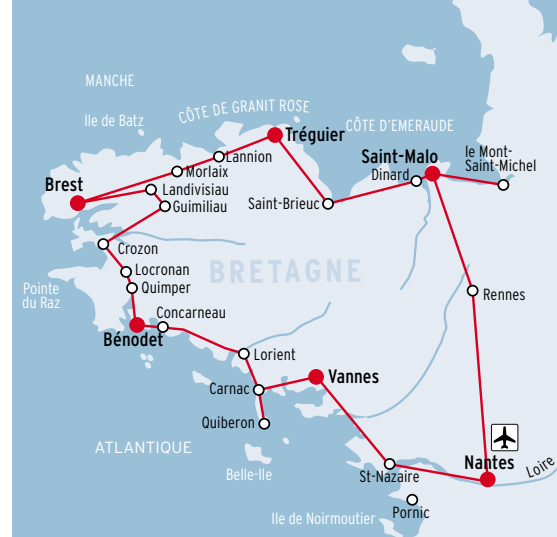 MANCHE
Ile de Batz
CÔTE DE GRANIT ROSE
CÔTE D'EMERAUDE
Tréguier
Lannion
Saint-Malo
le Mont-
Saint-Michel
Morlaix
Dinard
Brest
Landivisiau
Guimiliau
Saint-Brieuc
Crozon
Locronan
BRETAGNE
Pointe
du Raz
Quimper
Rennes
Concarneau
Bénodet
Lorient
Vannes
Carnac
Quiberon
ATLANTIQUE
Belle-Ile
St-Nazaire
Nantes
Loire
Ile de Noirmoutier
Pornic